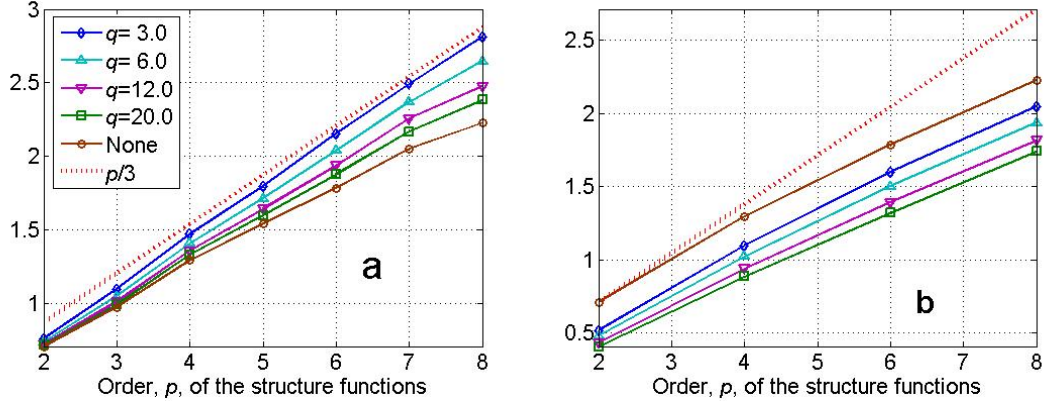 3
2.5
2
1.5
1
q= 3.0
q= 6.0
q=12.0
q=20.0
None
p/3
a
2 3 4 5 6 7 8
Order, p, of the structure functions
2.5
2
1.5
1
0.5
b
2 3 4 5 6 7 8
Order, p, of the structure functions